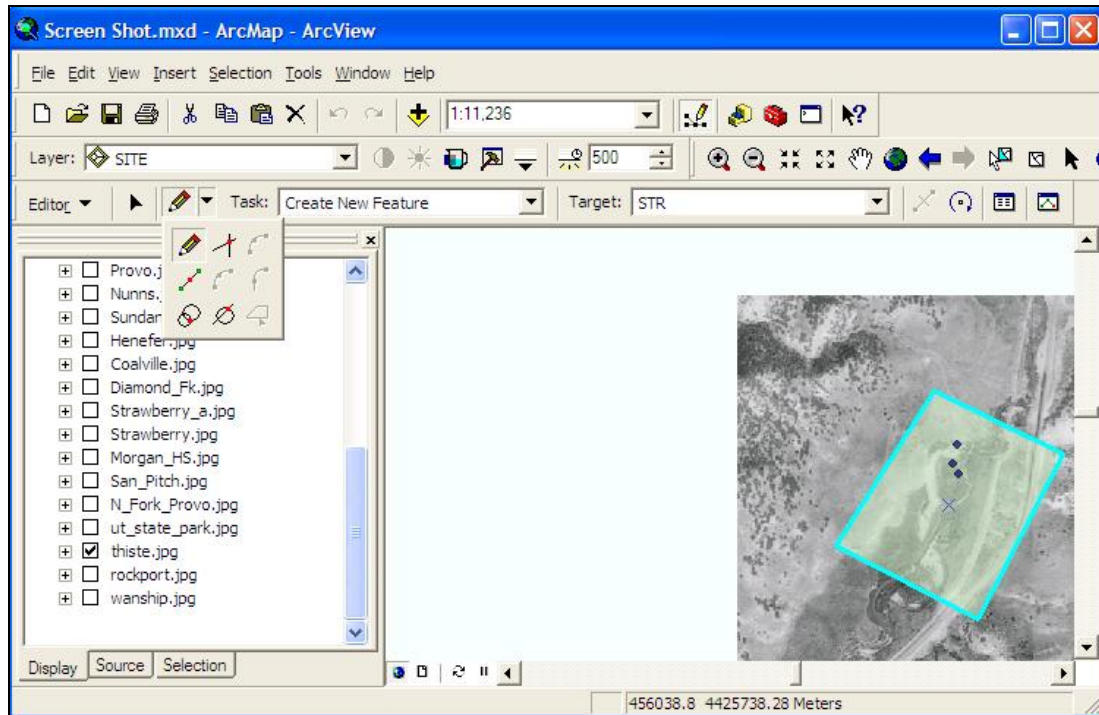 Screen Shot.mxd - ArcMap - ArcView
File Edit View Insert Selection Tools Window Help
1:11,236
Layer: SITE 500
Editor Task: Create New Feature Target: STR
Provo.j
Nunns.
Sundan
Henefer.jpg
Coalville.jpg
Diamond_Fk.jpg
Strawberry_a.jpg
Strawberry.jpg
Morgan_HS.jpg
San_Pitch.jpg
N_Fork_Provo.jpg
ut_state_park.jpg
thiste.jpg
rockport.jpg
wanship.jpg
Display Source Selection
456038.8 4425738.28 Meters